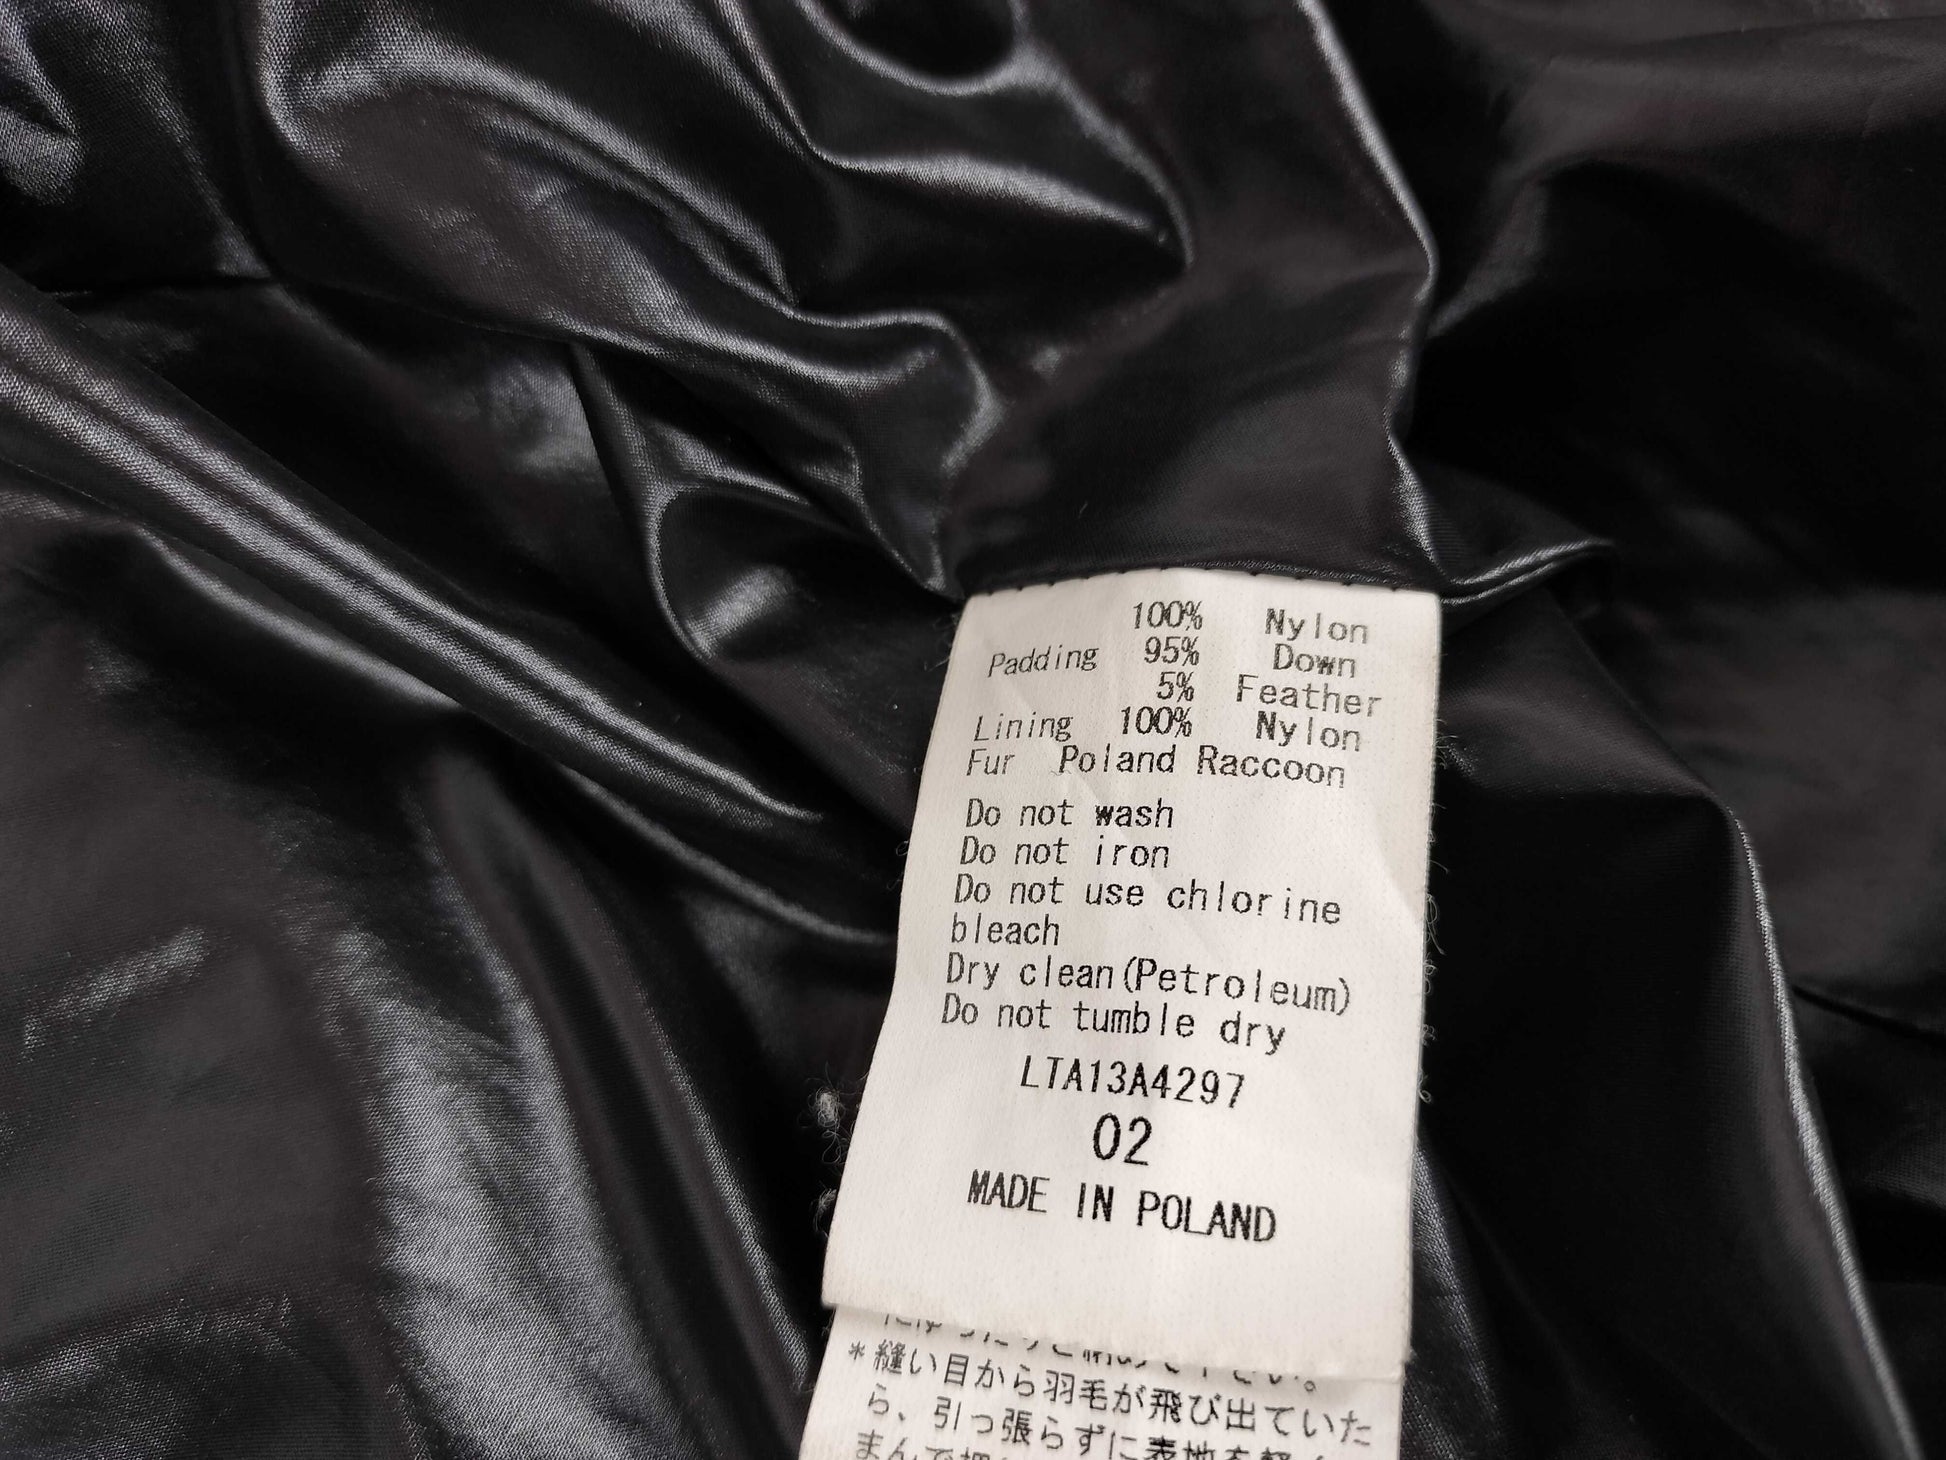 100% Nylon
Padding 95% Down
5% Feather
Lining 100% Nylon
Fur Poland Raccoon
Do not wash
Do not iron
Do not use chlorine
bleach
Dry clean(Petroleum)
Do not tumble dry
LTA13A4297
02
MADE IN POLAND
*縫い目から羽毛が飛び出ていた
ら、引っ張らずに表地を軽く
まんで